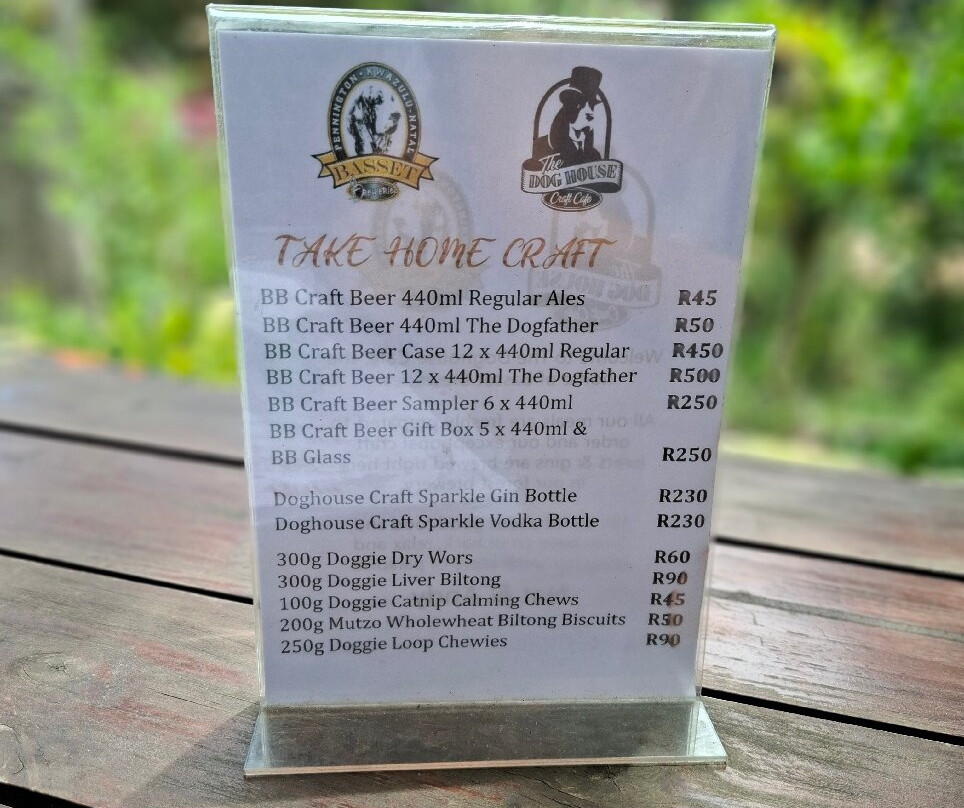 PENNINGTON · KWAZULU-NATAL
BASSET
BREWERIES
The
DOG HOUSE
Craft Cafe
TAKE HOME CRAFT
BB Craft Beer 440ml Regular Ales R45
BB Craft Beer 440ml The Dogfather R50
BB Craft Beer Case 12 x 440ml Regular R450
BB Craft Beer 12 x 440ml The Dogfather R500
BB Craft Beer Sampler 6 x 440ml R250
BB Craft Beer Gift Box 5 x 440ml &
BB Glass R250
Doghouse Craft Sparkle Gin Bottle R230
Doghouse Craft Sparkle Vodka Bottle R230
300g Doggie Dry Wors R60
300g Doggie Liver Biltong R90
100g Doggie Catnip Calming Chews R45
200g Mutzo Wholewheat Biltong Biscuits R50
250g Doggie Loop Chewies R90